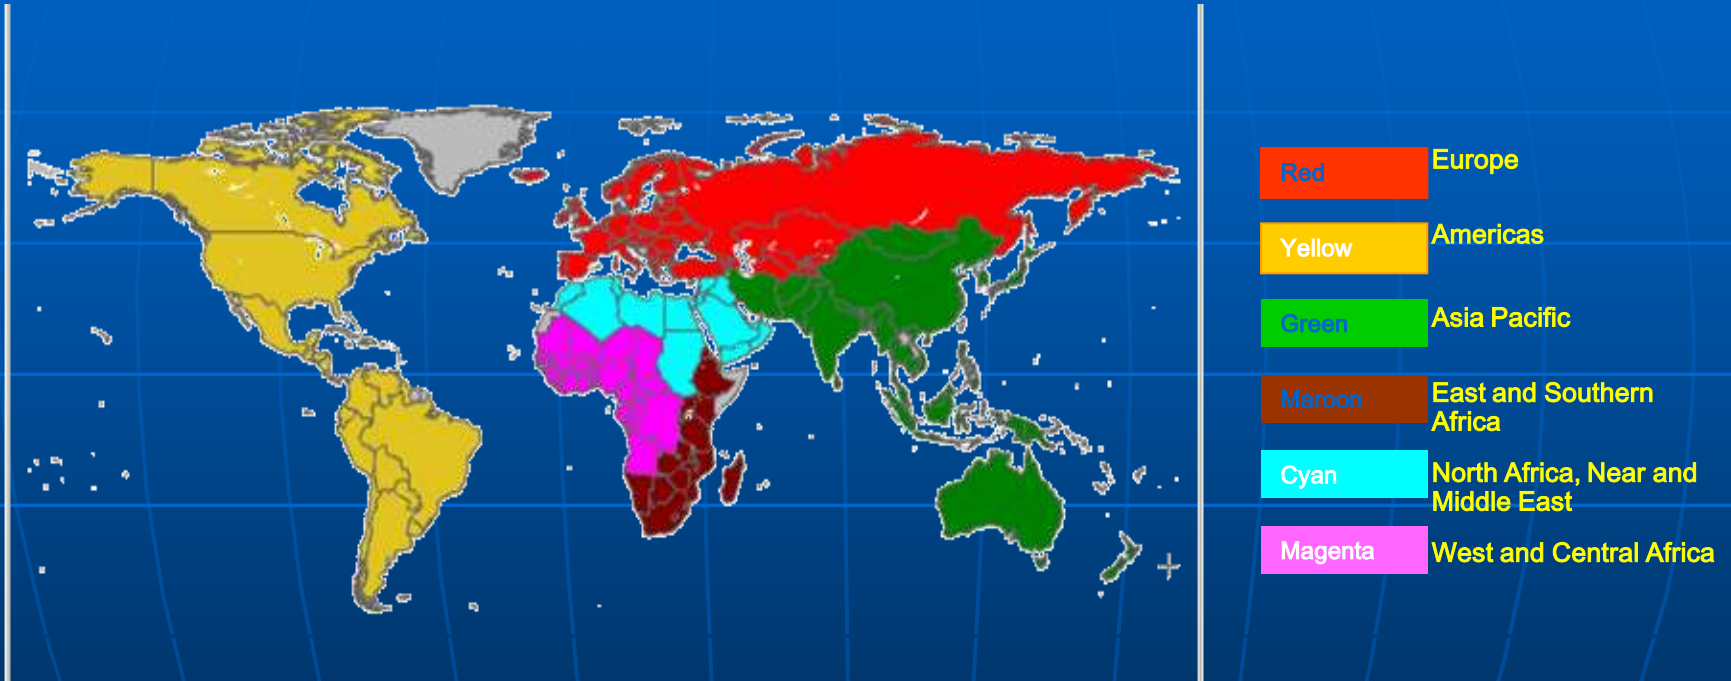 Red
Europe
Yellow
Americas
Green
Asia Pacific
Maroon
East and Southern
Africa
Cyan
North Africa, Near and
Middle East
Magenta
West and Central Africa